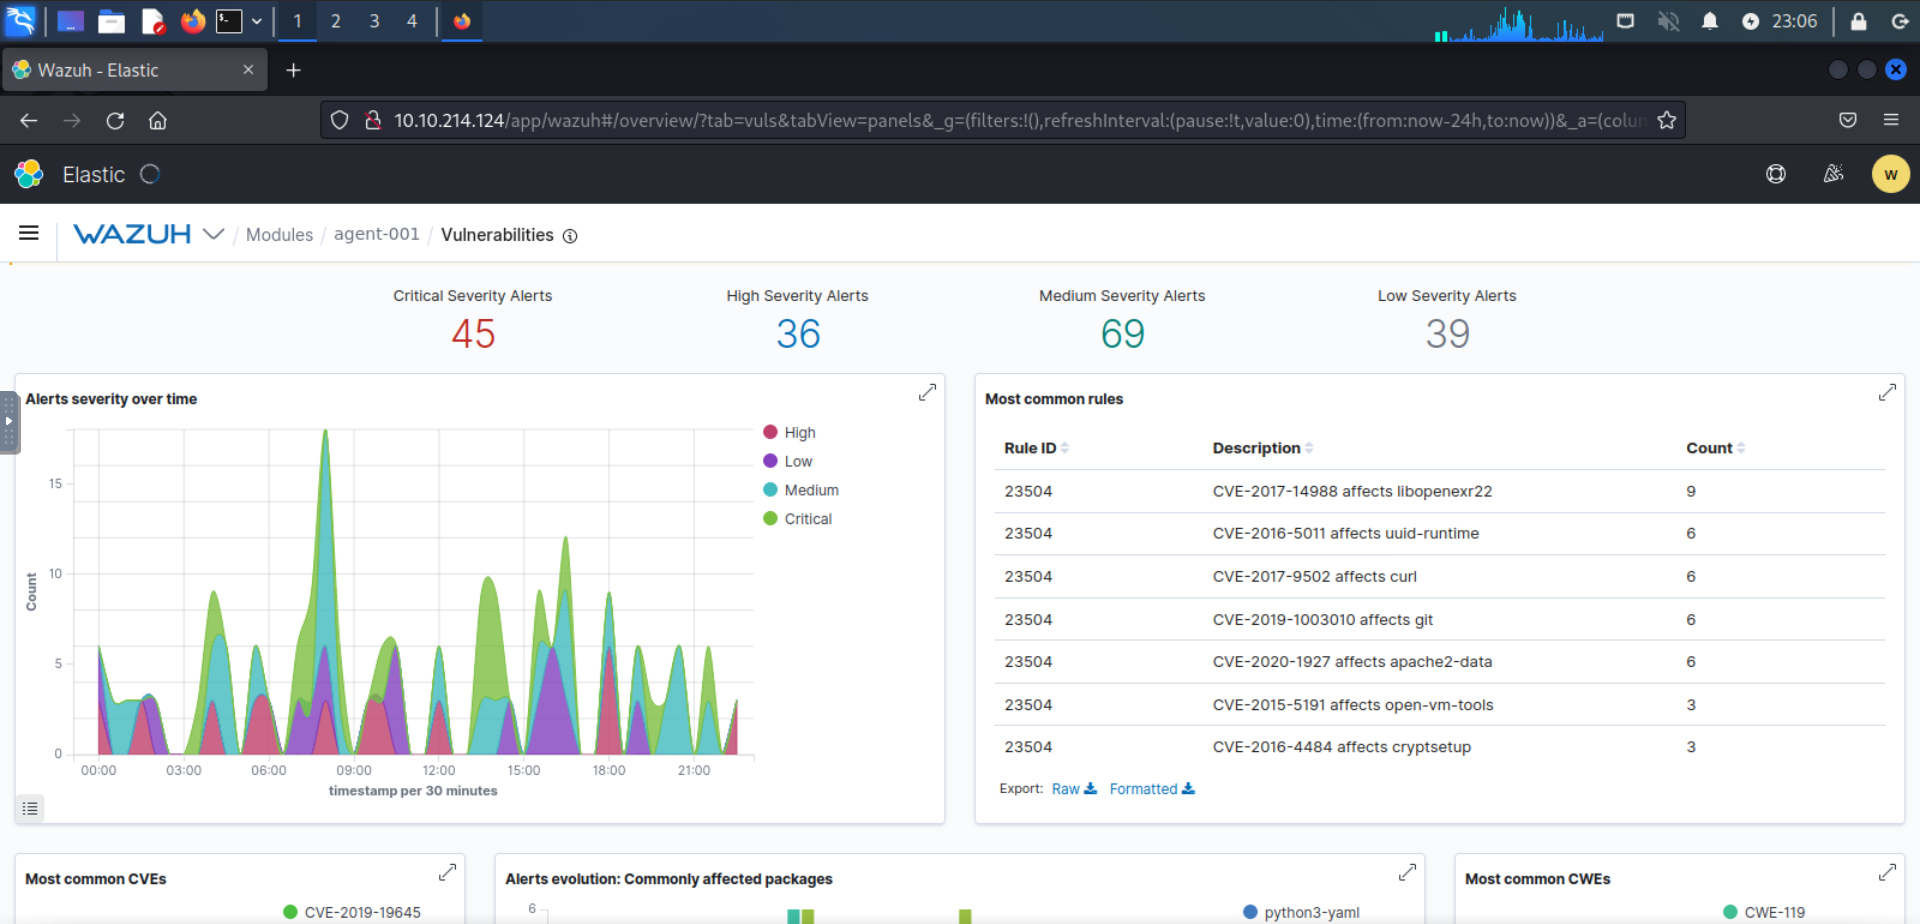 1 2 3 4
23:06
Wazuh - Elastic
10.10.214.124/app/wazuh#/overview/?tab=vuls&tabView=panels&_g=(filters:!(),refreshInterval:(pause:!t,value:0),time:(from:now-24h,to:now))&_a=(colum
Elastic
W
WAZUH / Modules / agent-001 / Vulnerabilities
Critical Severity Alerts
45
High Severity Alerts
36
Medium Severity Alerts
69
Low Severity Alerts
39
Alerts severity over time
High
Low
Medium
Critical
Count
15
10
5
0
00:00 03:00 06:00 09:00 12:00 15:00 18:00 21:00
timestamp per 30 minutes
Most common rules
Rule ID Description Count
23504 CVE-2017-14988 affects libopenexr22 9
23504 CVE-2016-5011 affects uuid-runtime 6
23504 CVE-2017-9502 affects curl 6
23504 CVE-2019-1003010 affects git 6
23504 CVE-2020-1927 affects apache2-data 6
23504 CVE-2015-5191 affects open-vm-tools 3
23504 CVE-2016-4484 affects cryptsetup 3
Export: Raw Formatted
Most common CVEs
CVE-2019-19645
Alerts evolution: Commonly affected packages
6
python3-yaml
Most common CWEs
CWE-119